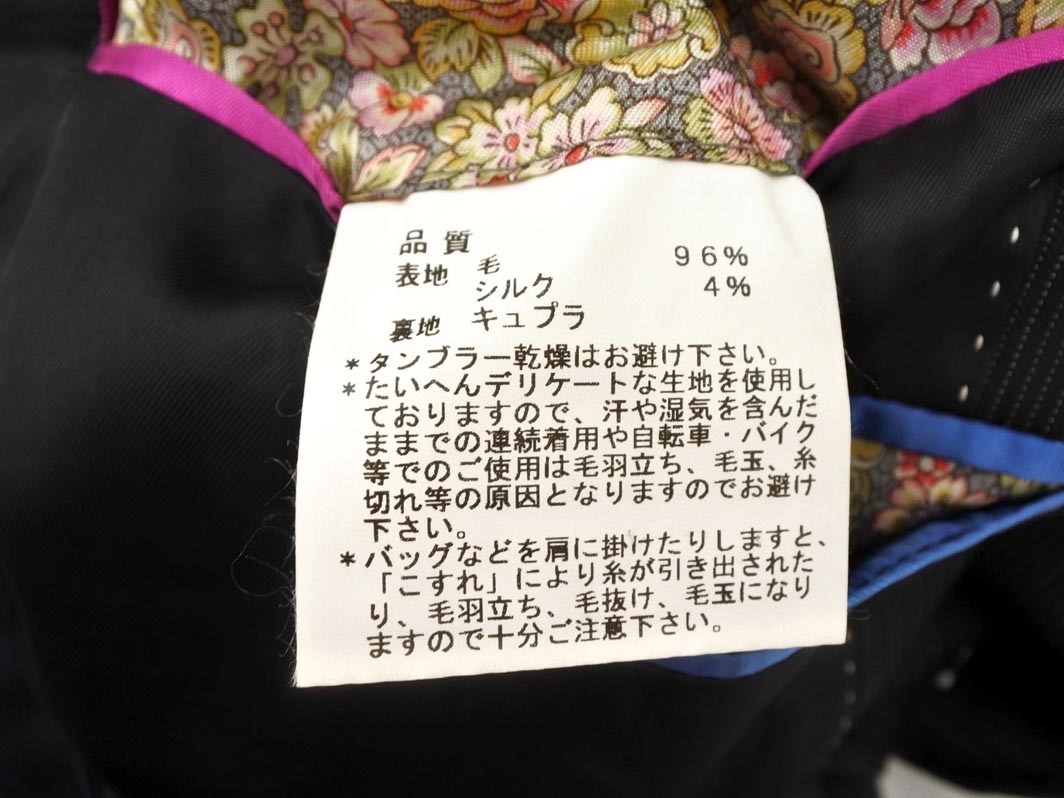 品質
表地 毛 96%
シルク 4%
裏地 キュプラ
*タンブラー乾燥はお避け下さい。
*たいへんデリケートな生地を使用し
ておりますので、汗や湿気を含んだ
ままでの連続着用や自転車・バイク
等でのご使用は毛羽立ち、毛玉、糸
切れ等の原因となりますのでお避け
下さい。
*バッグなどを肩に掛けたりしますと、
「こすれ」により糸が引き出された
り、毛羽立ち、毛抜け、毛玉になり
ますので十分ご注意下さい。